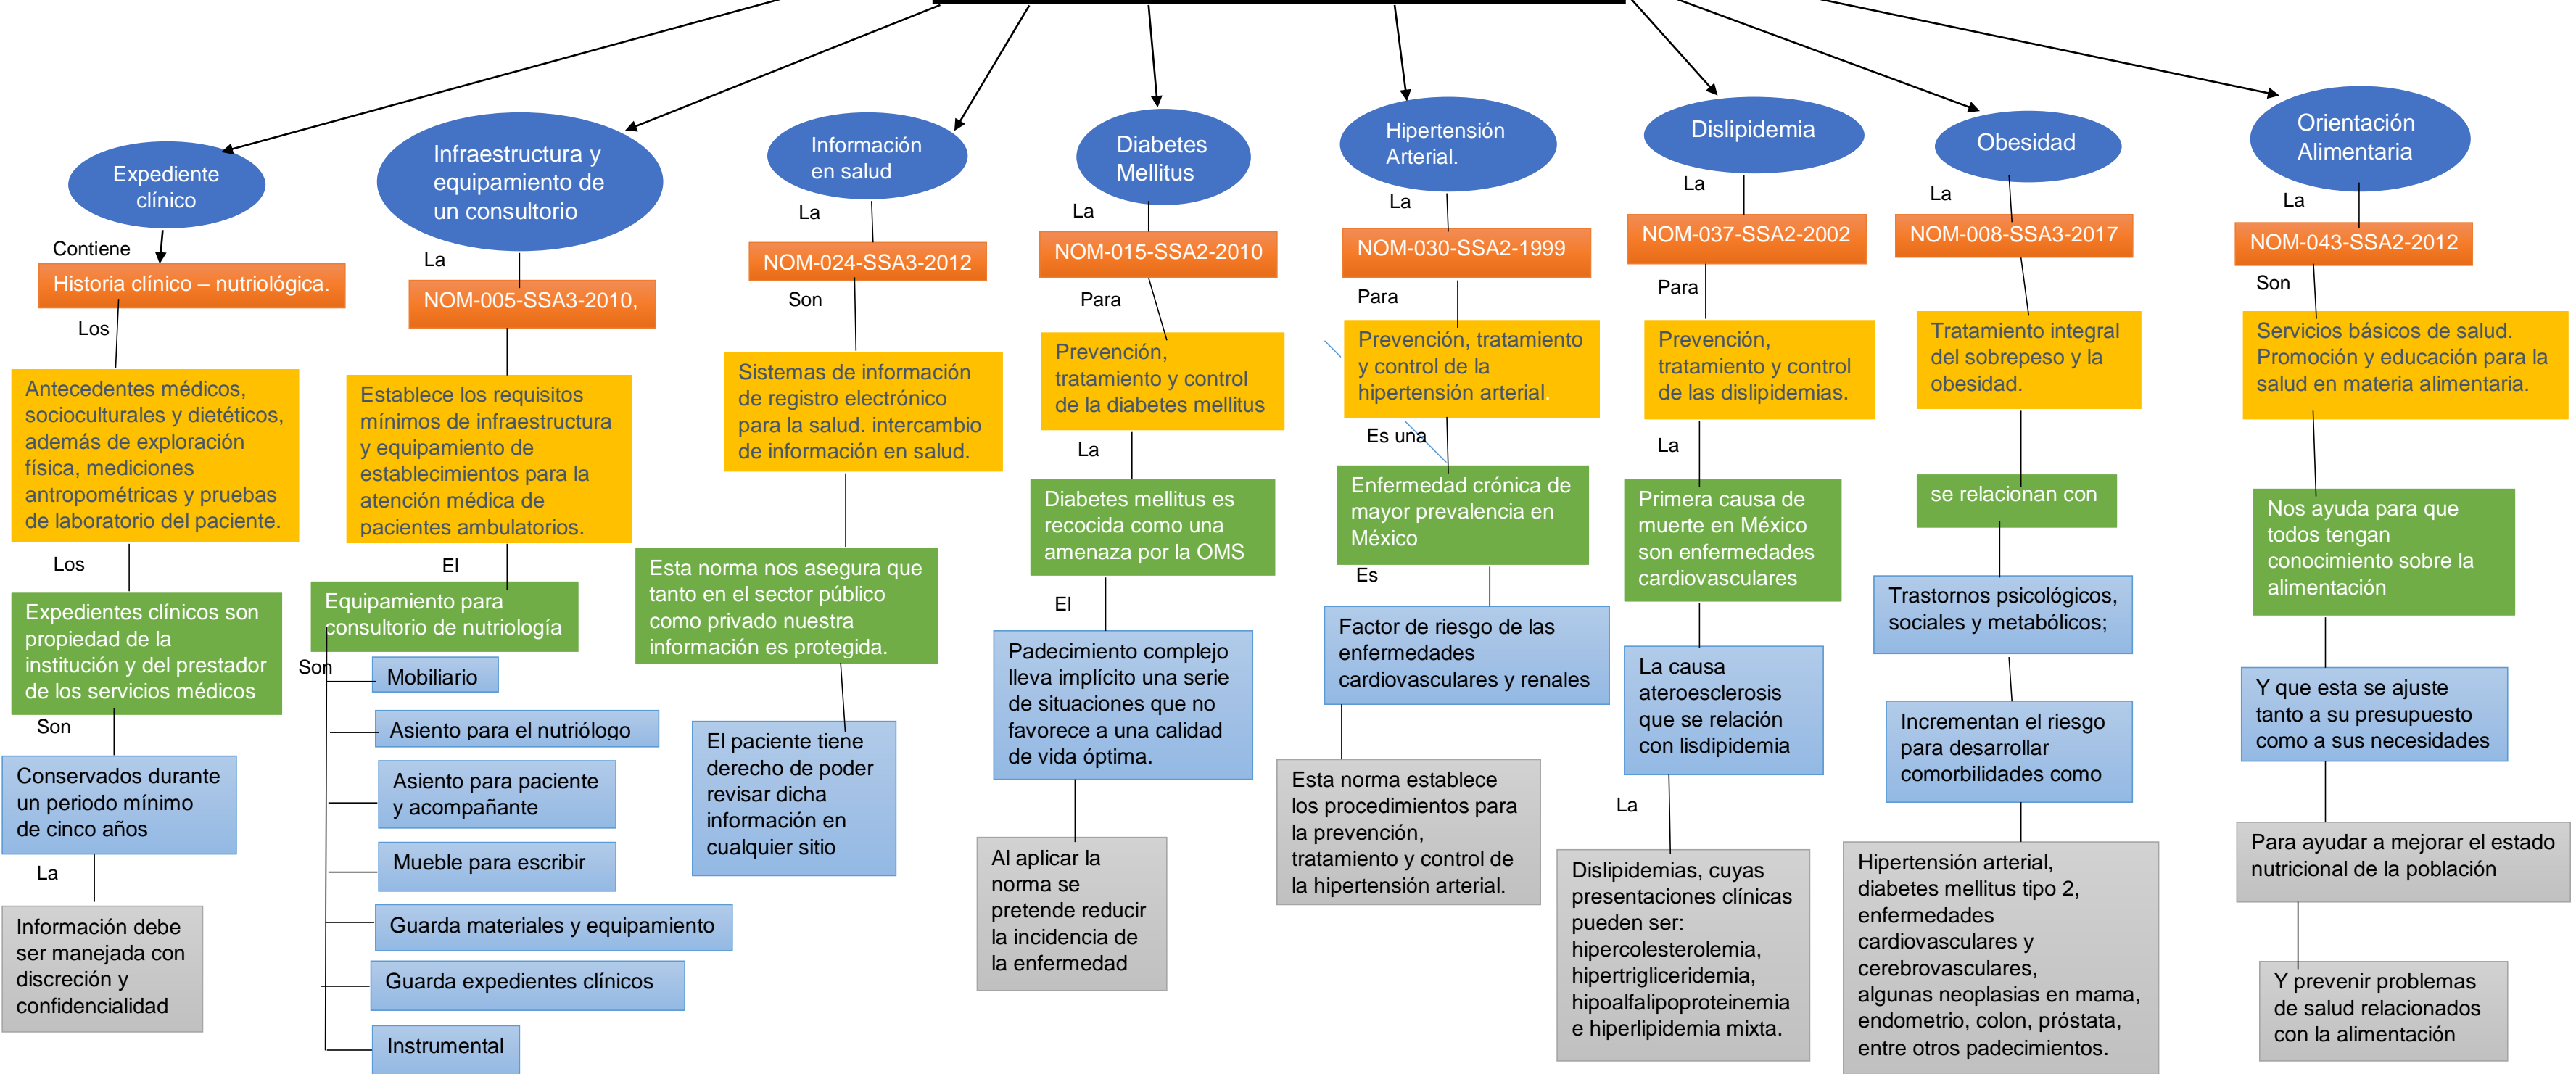 Expediente
clínico
Contiene
Historia clínico – nutriológica.
Los
Antecedentes médicos,
socioculturales y dietéticos,
además de exploración
física, mediciones
antropométricas y pruebas
de laboratorio del paciente.
Los
Expedientes clínicos son
propiedad de la
institución y del prestador
de los servicios médicos
Son
Conservados durante
un periodo mínimo
de cinco años
La
Información debe
ser manejada con
discreción y
confidencialidad
Infraestructura y
equipamiento de
un consultorio
La
NOM-005-SSA3-2010,
Establece los requisitos
mínimos de infraestructura
y equipamiento de
establecimientos para la
atención médica de
pacientes ambulatorios.
El
Equipamiento para
consultorio de nutriología
Son
Mobiliario
Asiento para el nutriólogo
Asiento para paciente
y acompañante
Mueble para escribir
Guarda materiales y equipamiento
Guarda expedientes clínicos
Instrumental
Información
en salud
La
NOM-024-SSA3-2012
Son
Sistemas de información
de registro electrónico
para la salud. intercambio
de información en salud.
Esta norma nos asegura que
tanto en el sector público
como privado nuestra
información es protegida.
El paciente tiene
derecho de poder
revisar dicha
información en
cualquier sitio
Diabetes
Mellitus
La
NOM-015-SSA2-2010
Para
Prevención,
tratamiento y control
de la diabetes mellitus
La
Diabetes mellitus es
recocida como una
amenaza por la OMS
El
Padecimiento complejo
lleva implícito una serie
de situaciones que no
favorece a una calidad
de vida óptima.
Al aplicar la
norma se
pretende reducir
la incidencia de
la enfermedad
Hipertensión
Arterial.
La
NOM-030-SSA2-1999
Para
Prevención, tratamiento
y control de la
hipertensión arterial.
Es una
Enfermedad crónica de
mayor prevalencia en
México
Es
Factor de riesgo de las
enfermedades
cardiovasculares y renales
Esta norma establece
los procedimientos para
la prevención,
tratamiento y control de
la hipertensión arterial.
Dislipidemia
La
NOM-037-SSA2-2002
Para
Prevención,
tratamiento y control
de las dislipidemias.
La
Primera causa de
muerte en México
son enfermedades
cardiovasculares
La causa
ateroesclerosis
que se relación
con lisdipidemia
La
Dislipidemias, cuyas
presentaciones clínicas
pueden ser:
hipercolesterolemia,
hipertrigliceridemia,
hipoalfalipoproteinemia
e hiperlipidemia mixta.
Obesidad
La
NOM-008-SSA3-2017
Tratamiento integral
del sobrepeso y la
obesidad.
se relacionan con
Trastornos psicológicos,
sociales y metabólicos;
Incrementan el riesgo
para desarrollar
comorbilidades como
Hipertensión arterial,
diabetes mellitus tipo 2,
enfermedades
cardiovasculares y
cerebrovasculares,
algunas neoplasias en mama,
endometrio, colon, próstata,
entre otros padecimientos.
Orientación
Alimentaria
La
NOM-043-SSA2-2012
Son
Servicios básicos de salud.
Promoción y educación para la
salud en materia alimentaria.
Nos ayuda para que
todos tengan
conocimiento sobre la
alimentación
Y que esta se ajuste
tanto a su presupuesto
como a sus necesidades
Para ayudar a mejorar el estado
nutricional de la población
Y prevenir problemas
de salud relacionados
con la alimentación